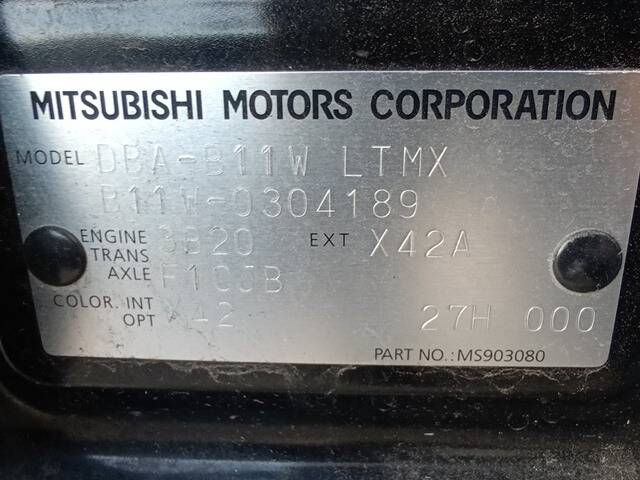 MITSUBISHI MOTORS CORPORATION
MODEL DBA-B11W LTMX
B11W-0304189
ENGINE 3B20 EXT X42A
TRANS
AXLE F1CJB
COLOR. INT
OPT X42 27H 000
PART NO.:MS903080